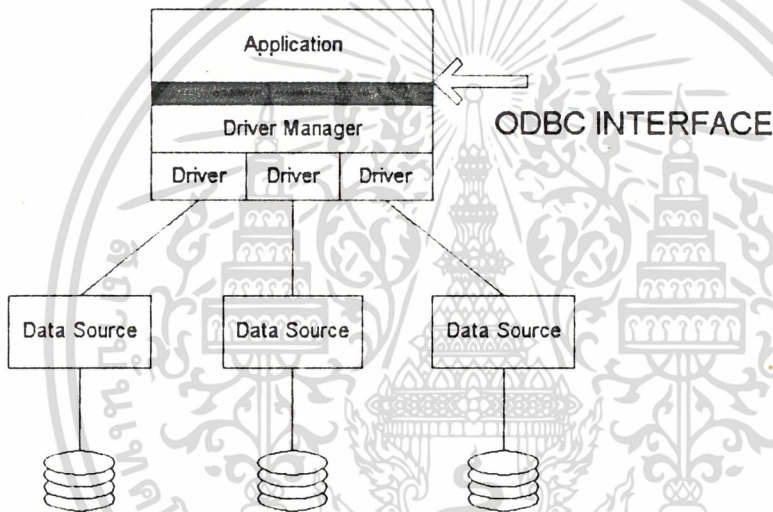 Application
ODBC INTERFACE
Driver Manager
Driver Driver Driver
Data Source Data Source Data Source